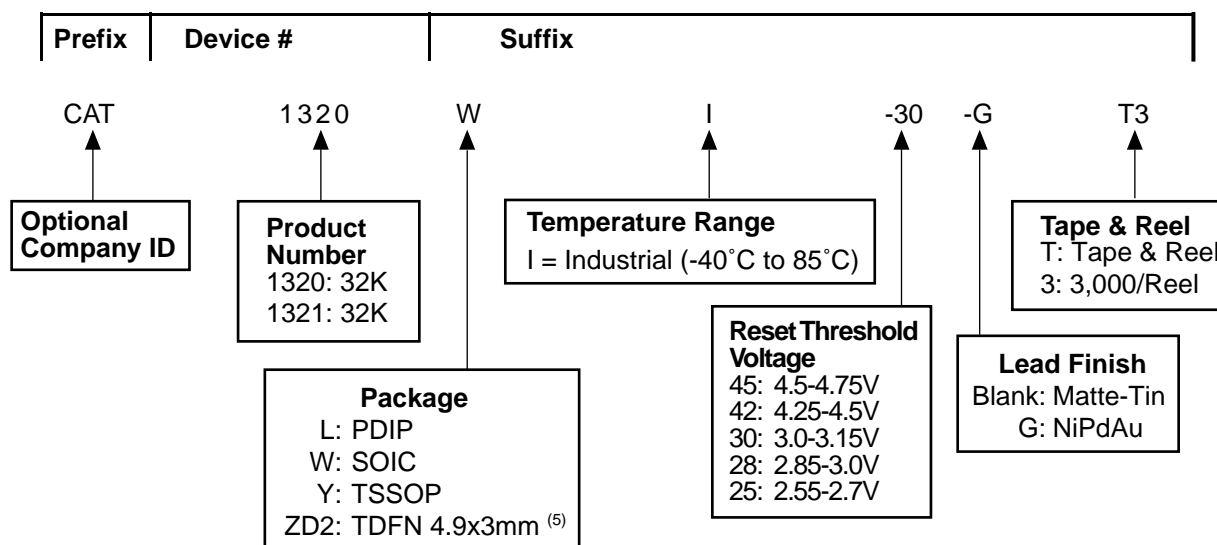 Prefix Device # Suffix
CAT 1320 W I -30 -G T3
Optional
Company ID
Product
Number
1320: 32K
1321: 32K
Temperature Range
I = Industrial (-40˚C to 85˚C)
Tape & Reel
T: Tape & Reel
3: 3,000/Reel
Package
L: PDIP
W: SOIC
Y: TSSOP
ZD2: TDFN 4.9x3mm (5)
Reset Threshold
Voltage
45: 4.5-4.75V
42: 4.25-4.5V
30: 3.0-3.15V
28: 2.85-3.0V
25: 2.55-2.7V
Lead Finish
Blank: Matte-Tin
G: NiPdAu